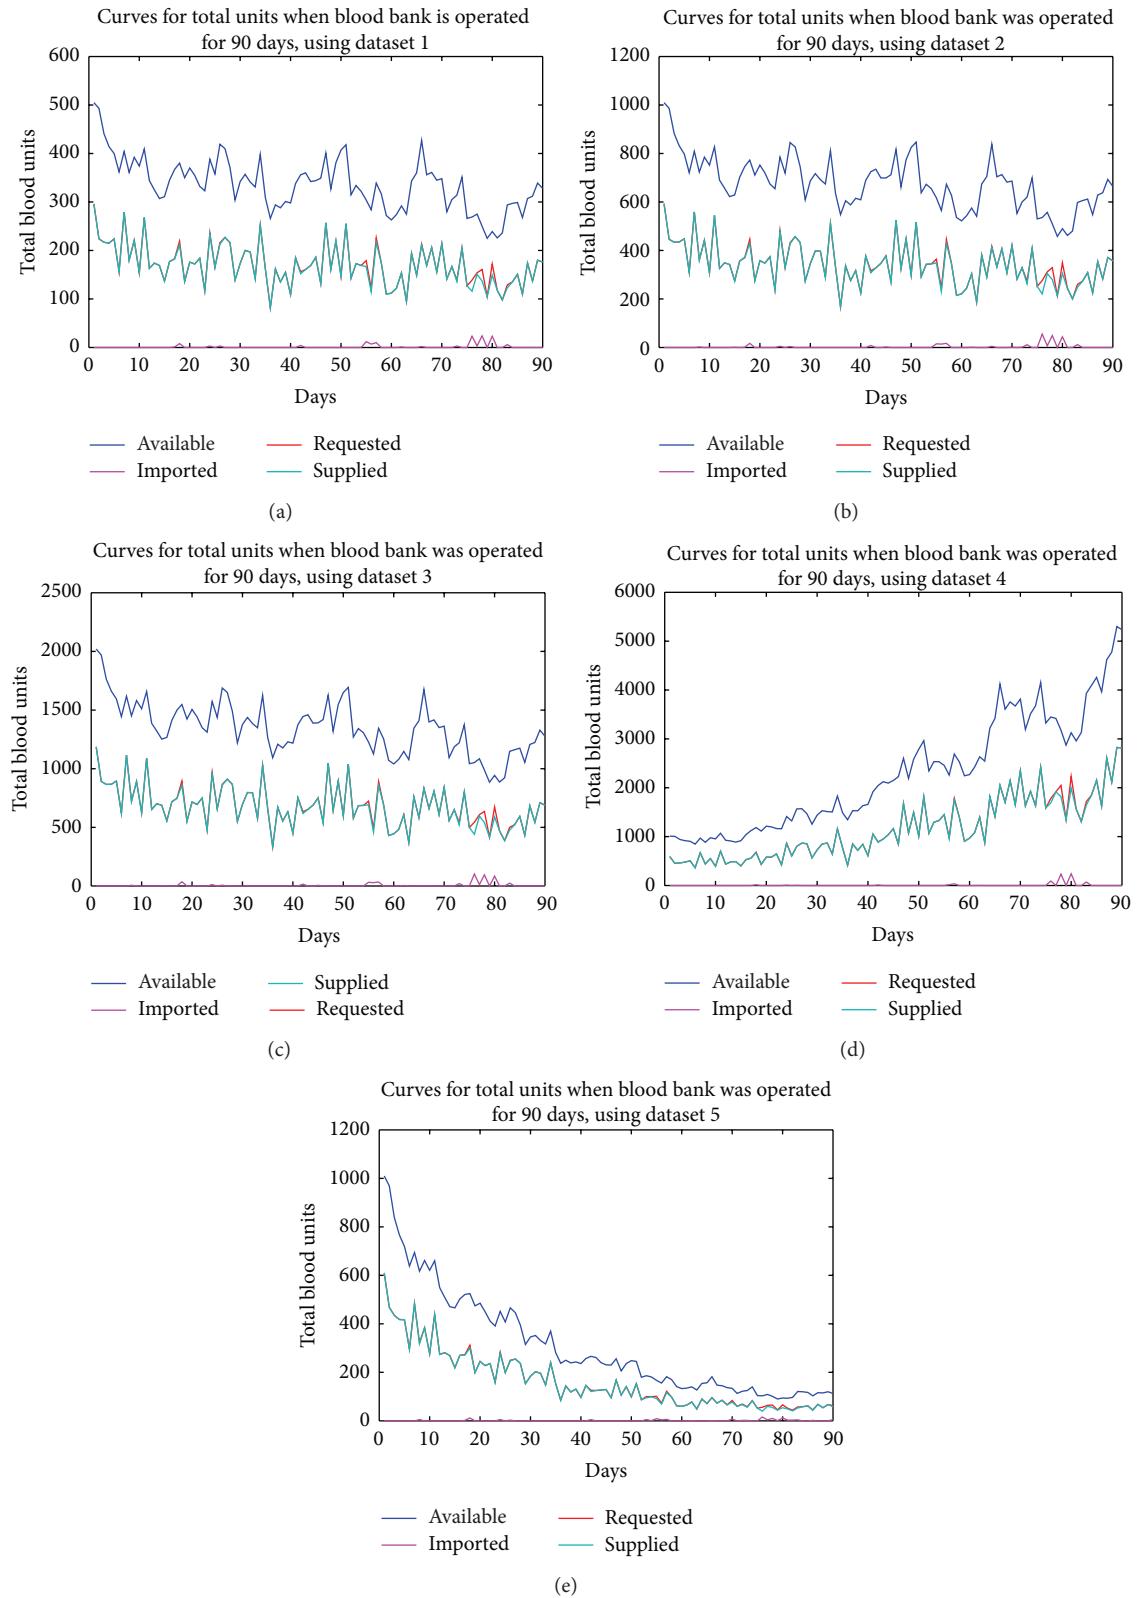 Curves for total units when blood bank is operated
for 90 days, using dataset 1
600
500
400
300
200
100
0
Total blood units
0 10 20 30 40 50 60 70 80 90
Days
Available Requested
Imported Supplied
(a)
Curves for total units when blood bank was operated
for 90 days, using dataset 2
1200
1000
800
600
400
200
0
Total blood units
0 10 20 30 40 50 60 70 80 90
Days
Available Requested
Imported Supplied
(b)
Curves for total units when blood bank was operated
for 90 days, using dataset 3
2500
2000
1500
1000
500
0
Total blood units
0 10 20 30 40 50 60 70 80 90
Days
Available Supplied
Imported Requested
(c)
Curves for total units when blood bank was operated
for 90 days, using dataset 4
6000
5000
4000
3000
2000
1000
0
Total blood units
0 10 20 30 40 50 60 70 80 90
Days
Available Requested
Imported Supplied
(d)
Curves for total units when blood bank was operated
for 90 days, using dataset 5
1200
1000
800
600
400
200
0
Total blood units
0 10 20 30 40 50 60 70 80 90
Days
Available Requested
Imported Supplied
(e)